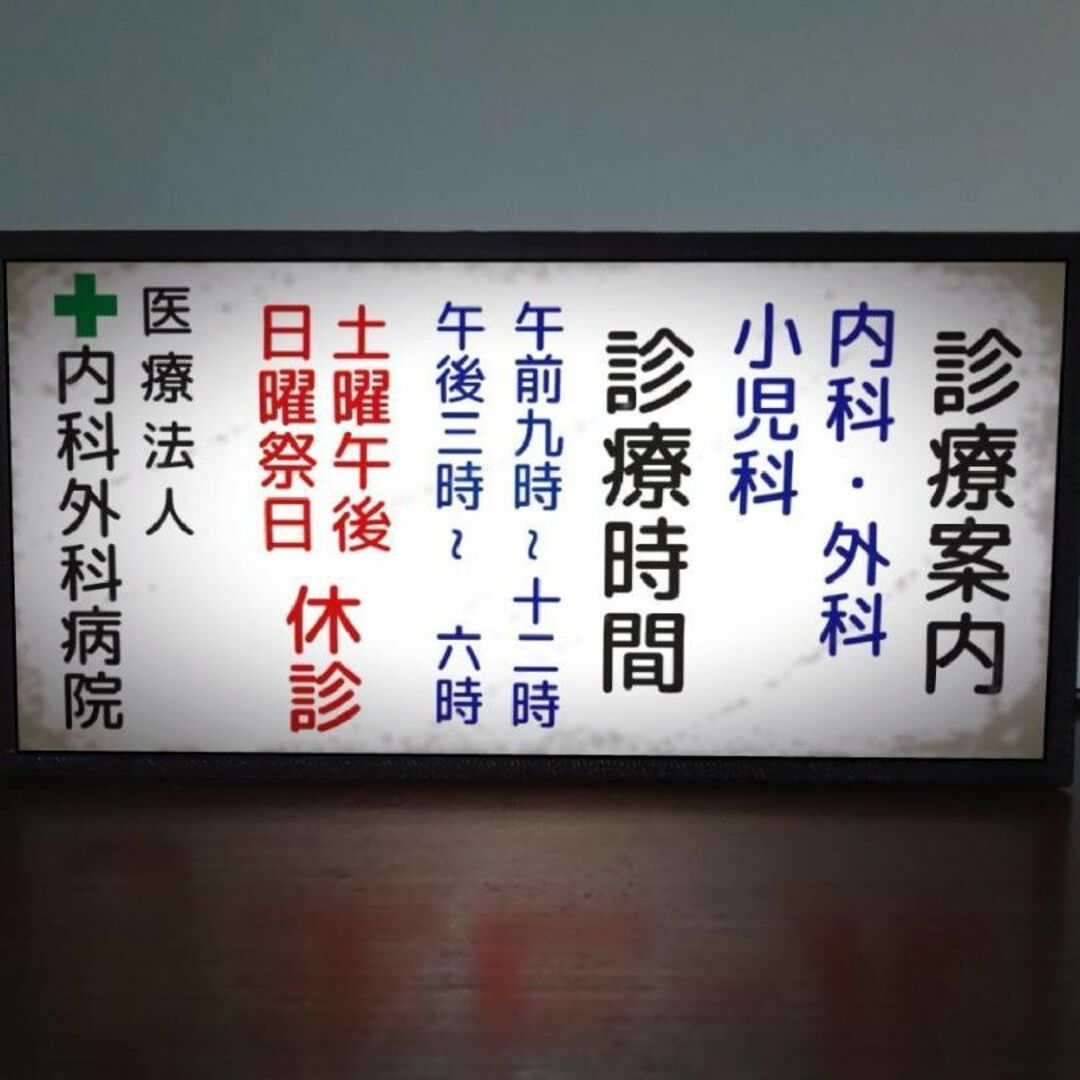 診療案内
内科・外科
小児科
診療時間
午前九時~十二時
午後三時~ 六時
土曜午後
日曜祭日
休診
医療法人
内科外科病院